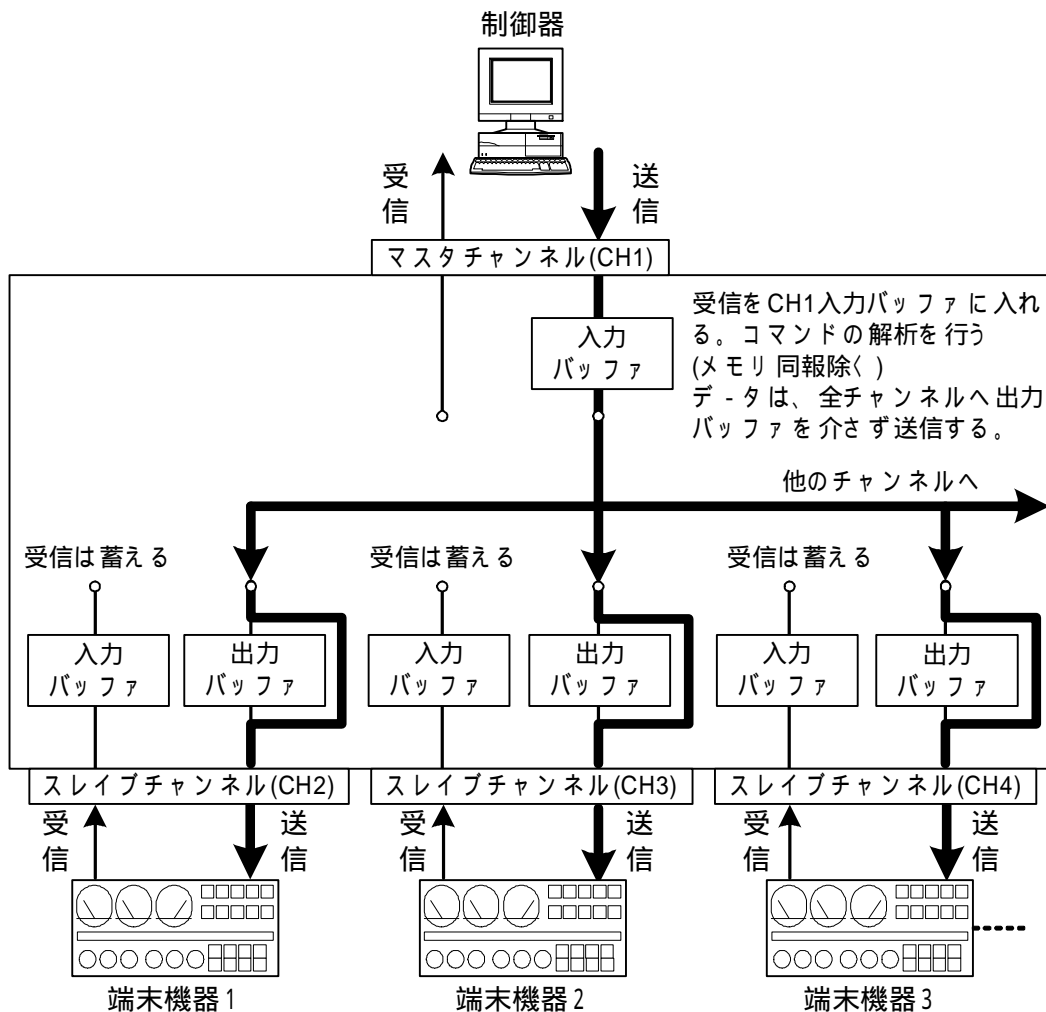 制御器
受信
送信
マスタチャンネル(CH1)
入力
バッファ
受信をCH1入力バッファに入れ
る。コマンドの解析を行う
(メモリ同報除く)
デ-タは、全チャンネルへ出力
バッファを介さず送信する。
他のチャンネルへ
受信は蓄える
受信は蓄える
受信は蓄える
入力
バッファ
出力
バッファ
入力
バッファ
出力
バッファ
入力
バッファ
出力
バッファ
スレイブチャンネル(CH2)
スレイブチャンネル(CH3)
スレイブチャンネル(CH4)
受信
送信
受信
送信
受信
送信
端末機器1
端末機器2
端末機器3